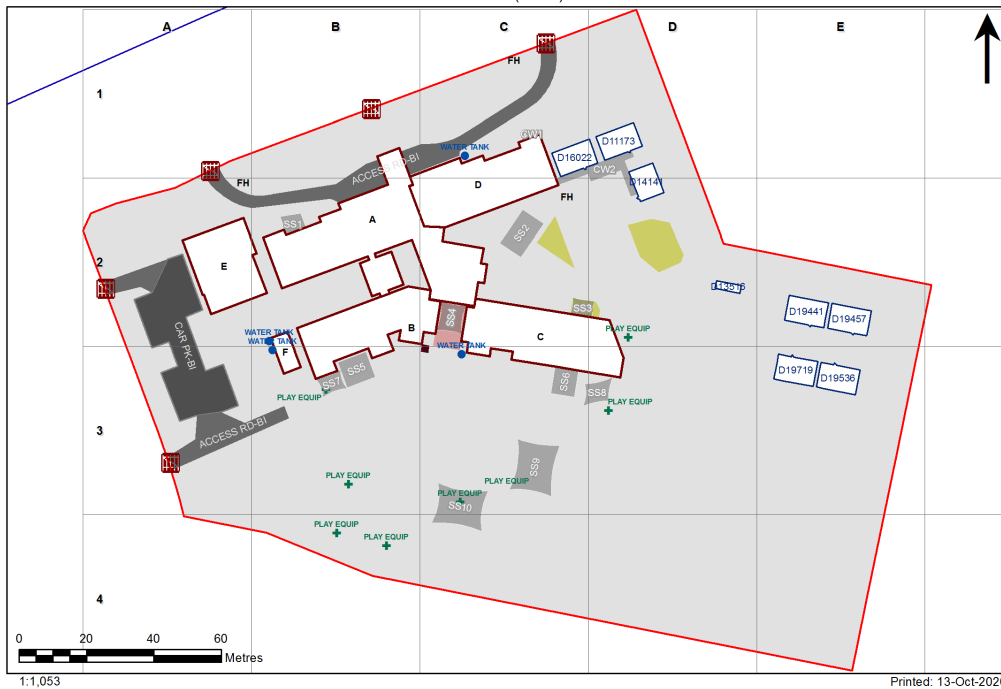 A
B
C
D
E
1
FH
CW1
WATER TANK
D11173
D16022
ACCESS RD-BI
CW2
FH
D
D14141
FH
SS1
A
SS2
2
E
D13516
SS3
SS4
D19441
D19457
CAR PK-BI
WATER TANK
WATER TANK
B
C
PLAY EQUIP
F
WATER TANK
SS5
SS7
SS6
D19719
D19536
SS8
PLAY EQUIP
PLAY EQUIP
3
ACCESS RD-BI
SS9
PLAY EQUIP
PLAY EQUIP
PLAY EQUIP
SS10
PLAY EQUIP
PLAY EQUIP
4
0 20 40 60
Metres
1:1,053
Printed: 13-Oct-202